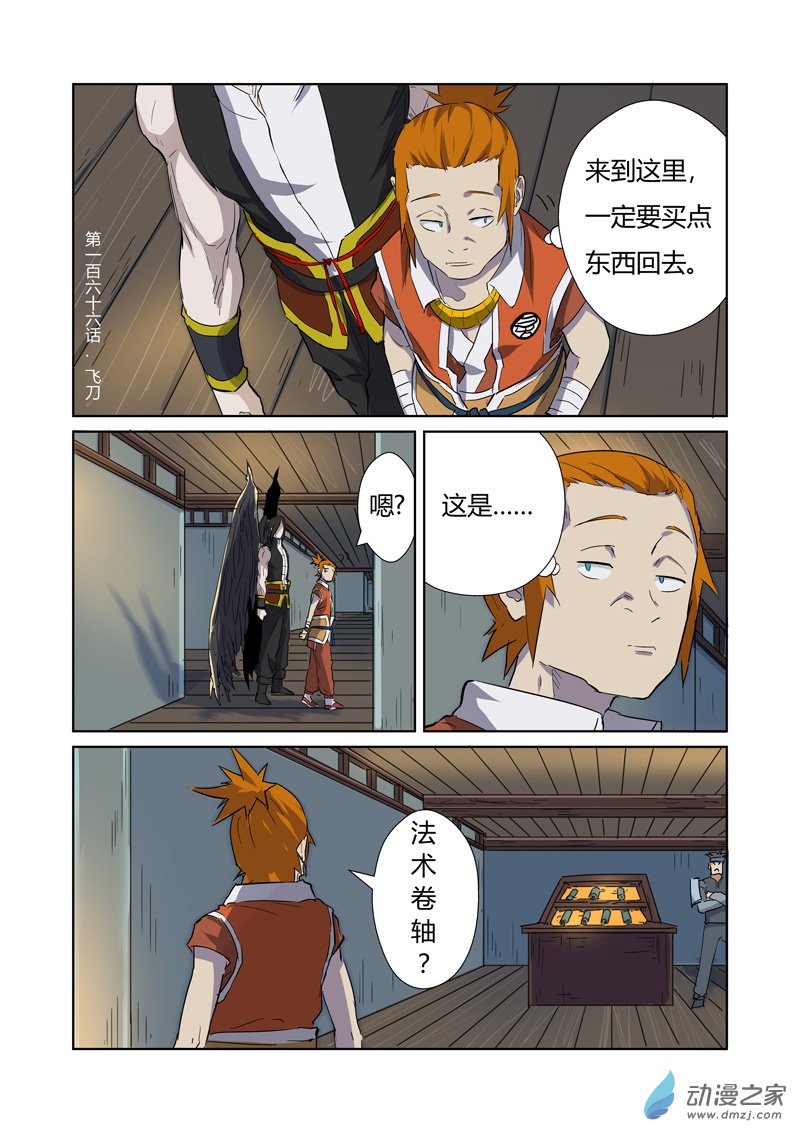 第一百六十六话．飞刀
来到这里，
一定要买点
东西回去。
嗯?
这是……
法术卷轴？
动漫之家
www.dmzj.com